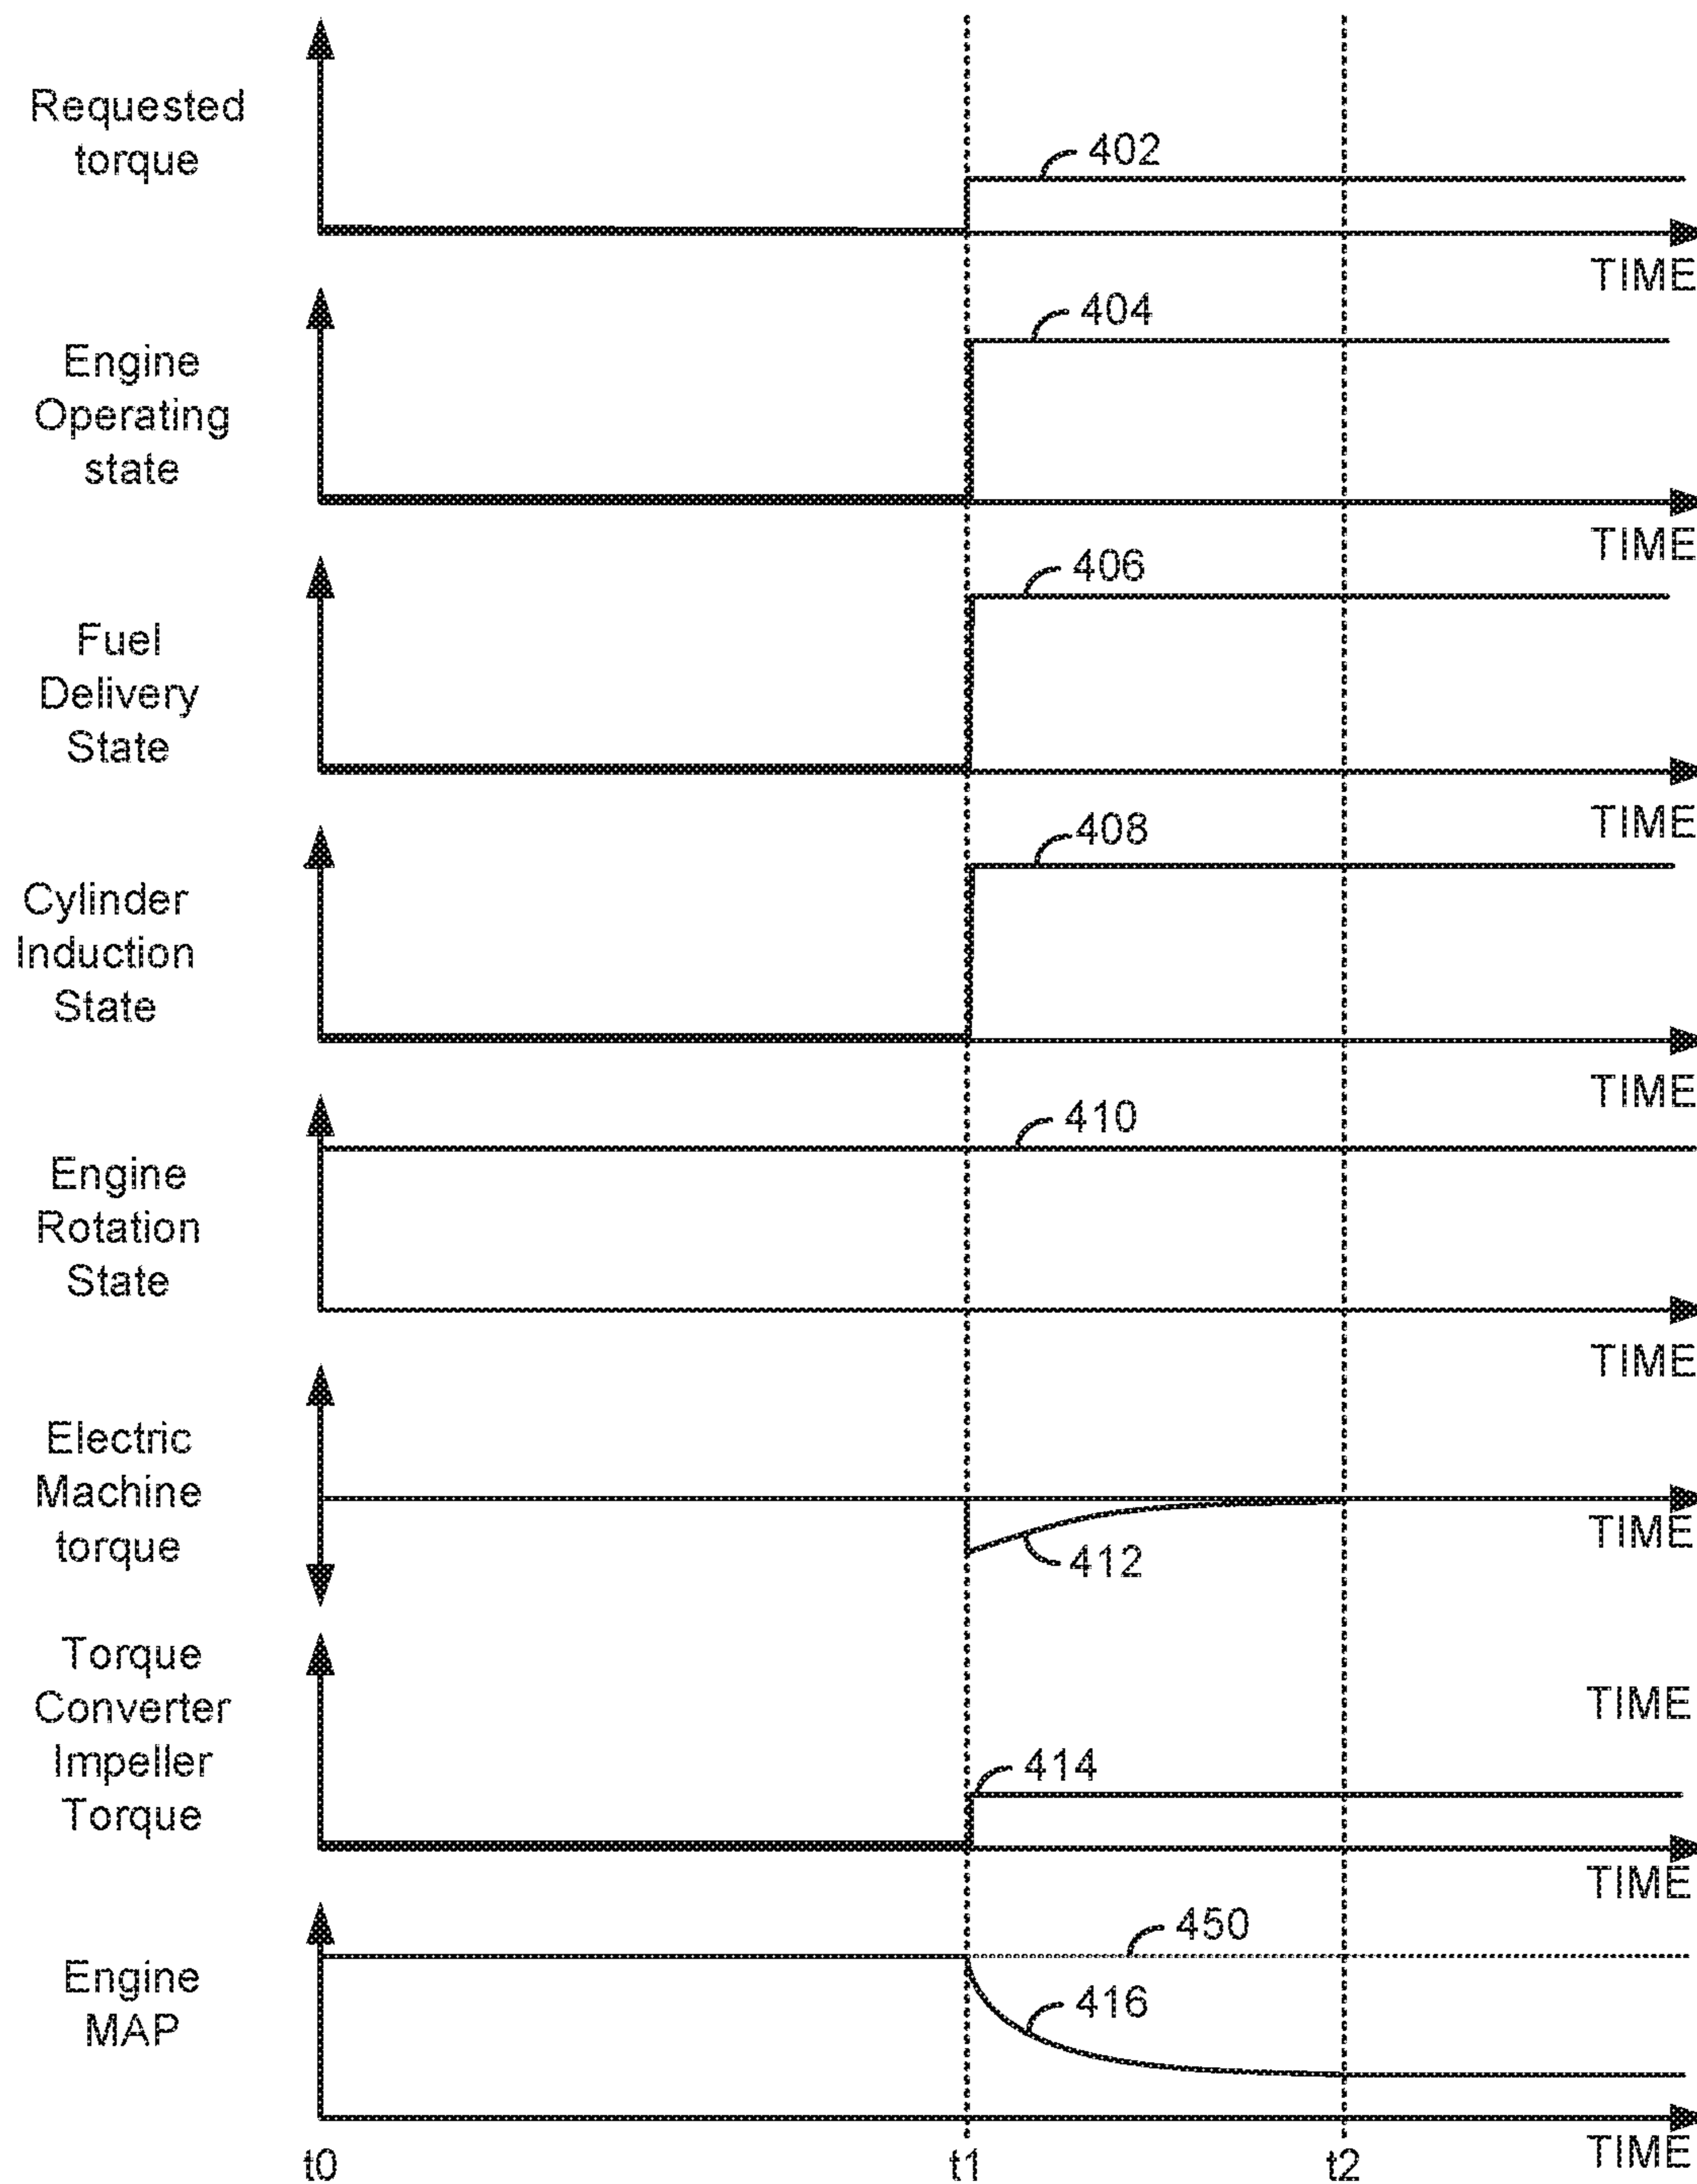 Requested
torque
402
TIME
Engine
Operating
state
404
TIME
Fuel
Delivery
State
406
TIME
Cylinder
Induction
State
408
TIME
Engine
Rotation
State
410
TIME
Electric
Machine
torque
412
TIME
Torque
Converter
Impeller
Torque
TIME
414
TIME
Engine
MAP
450
416
TIME
t0
t1
t2